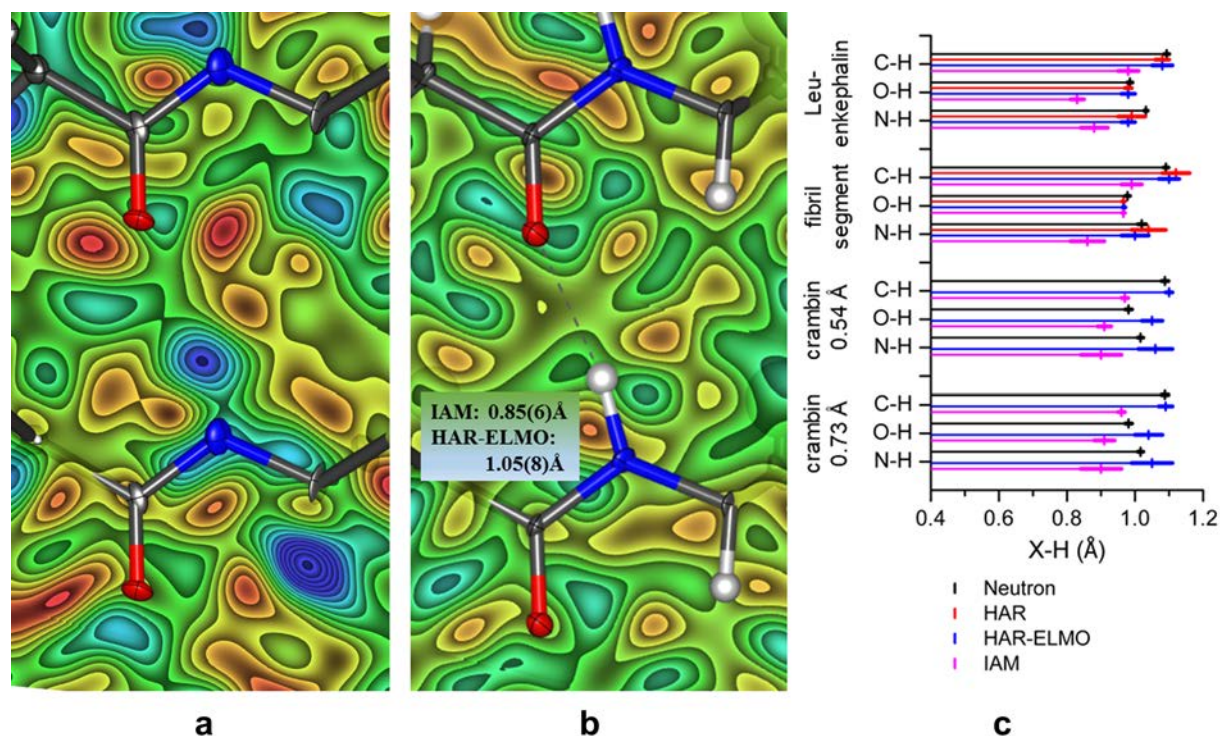 IAM: 0.85(6)Å
HAR-ELMO:
1.05(8)Å
a
b
Leu-
enkephalin
C-H
O-H
N-H
fibril
segment
C-H
O-H
N-H
crambin
0.54 Å
C-H
O-H
N-H
crambin
0.73 Å
C-H
O-H
N-H
0.4 0.6 0.8 1.0 1.2
X-H (Å)
Neutron
HAR
HAR-ELMO
IAM
c